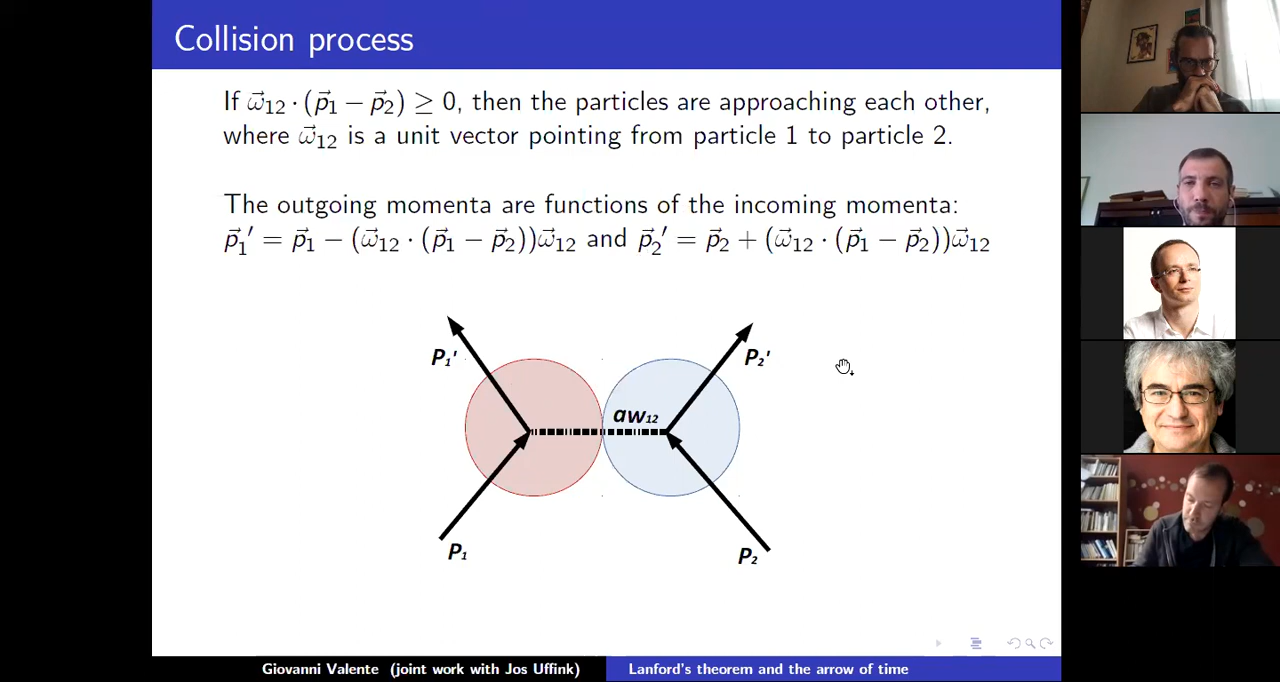 Collision process
If ω⃗₁₂ · (p⃗₁ − p⃗₂) ≥ 0, then the particles are approaching each other,
where ω⃗₁₂ is a unit vector pointing from particle 1 to particle 2.
The outgoing momenta are functions of the incoming momenta:
p⃗₁′ = p⃗₁ − (ω⃗₁₂ · (p⃗₁ − p⃗₂))ω⃗₁₂ and p⃗₂′ = p⃗₂ + (ω⃗₁₂ · (p⃗₁ − p⃗₂))ω⃗₁₂
P₁' P₂'
aw₁₂
P₁ P₂
Giovanni Valente (joint work with Jos Uffink) Lanford's theorem and the arrow of time